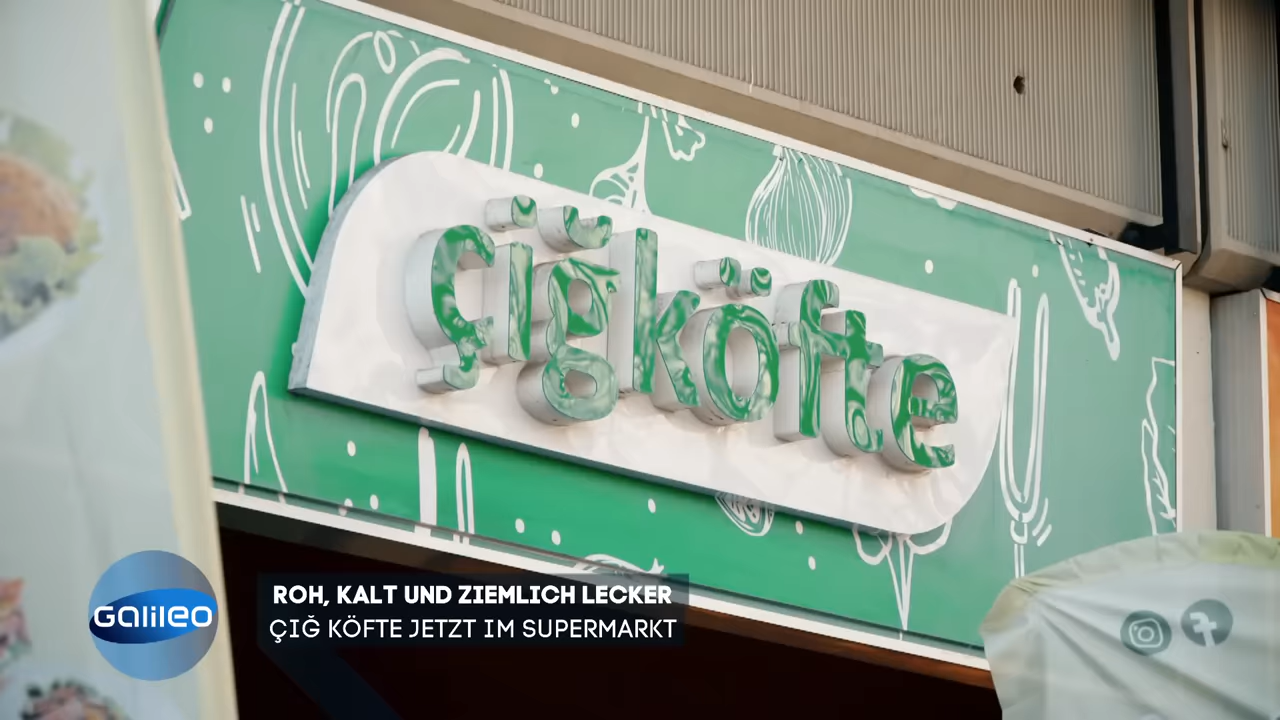 çiğköfte
Galileo
ROH, KALT UND ZIEMLICH LECKER
ÇIĞ KÖFTE JETZT IM SUPERMARKT